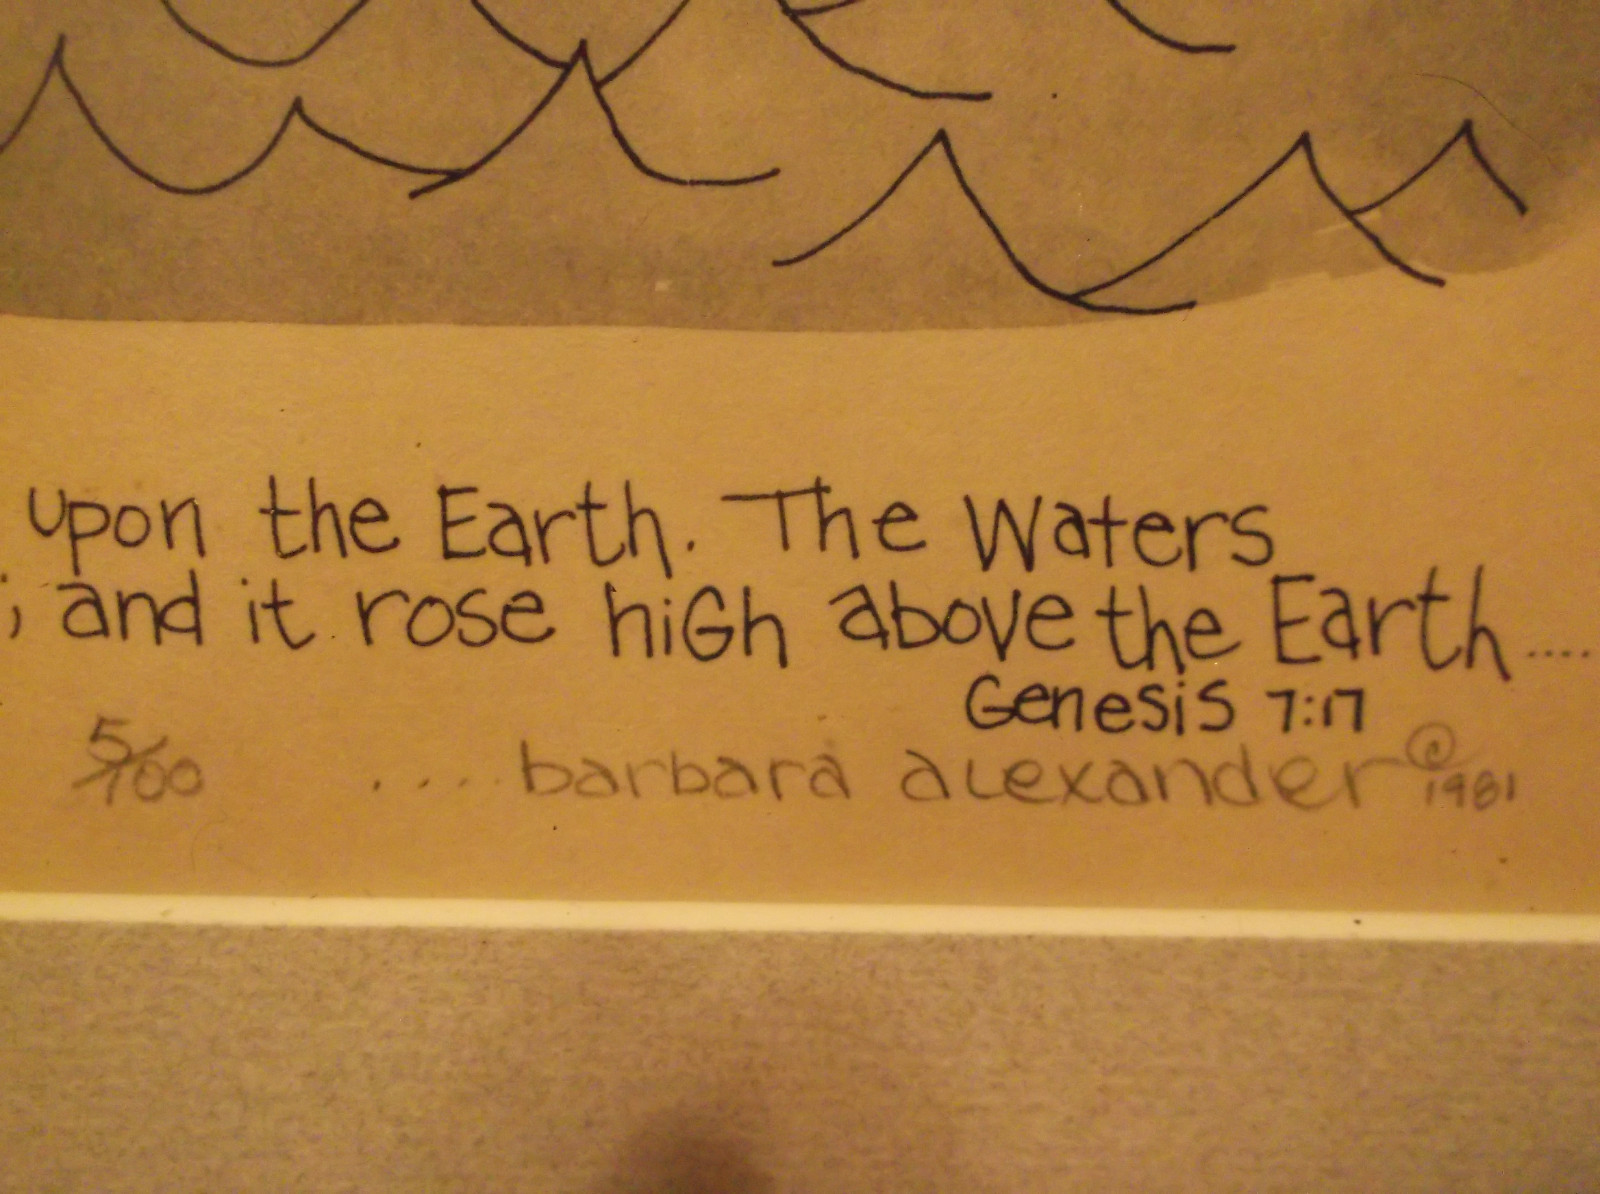 upon the Earth. The Waters
; and it rose hiGh above the Earth....
Genesis 7:17
5/100 ....barbara alexander © 1981